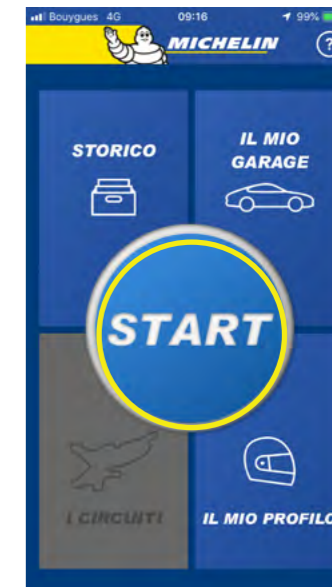 Bouygues 4G 09:16 99%
MICHELIN ?
STORICO
IL MIO
GARAGE
START
I CIRCUITI
IL MIO PROFILO